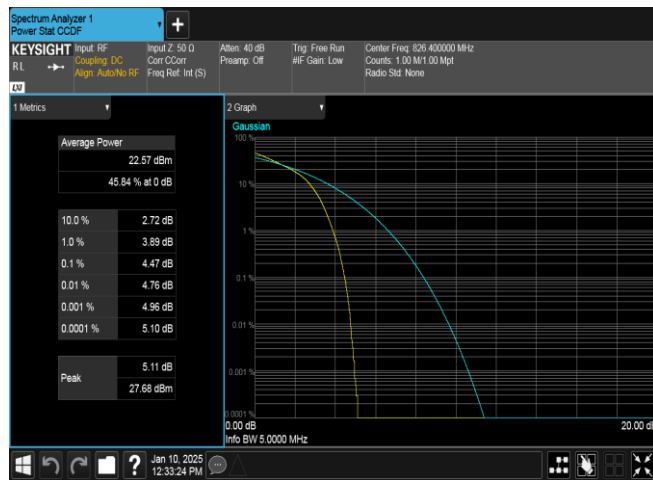 Spectrum Analyzer 1
Power Stat CCDF
+
KEYSIGHT
RL
LXI
Input: RF
Coupling: DC
Align: Auto/No RF
Input Z: 50 Ω
Corr CCorr
Freq Ref: Int (S)
Atten: 40 dB
Preamp: Off
Trig: Free Run
#IF Gain: Low
Center Freq: 826.400000 MHz
Counts: 1.00 M/1.00 Mpt
Radio Std: None
1 Metrics
Average Power
22.57 dBm
45.84 % at 0 dB
10.0 % 2.72 dB
1.0 % 3.89 dB
0.1 % 4.47 dB
0.01 % 4.76 dB
0.001 % 4.96 dB
0.0001 % 5.10 dB
Peak
5.11 dB
27.68 dBm
2 Graph
Gaussian
100 %
10 %
1 %
0.1 %
0.01 %
0.001 %
0.0001 %
0.00 dB
20.00 dB
Info BW 5.0000 MHz
?
Jan 10, 2025
12:33:24 PM